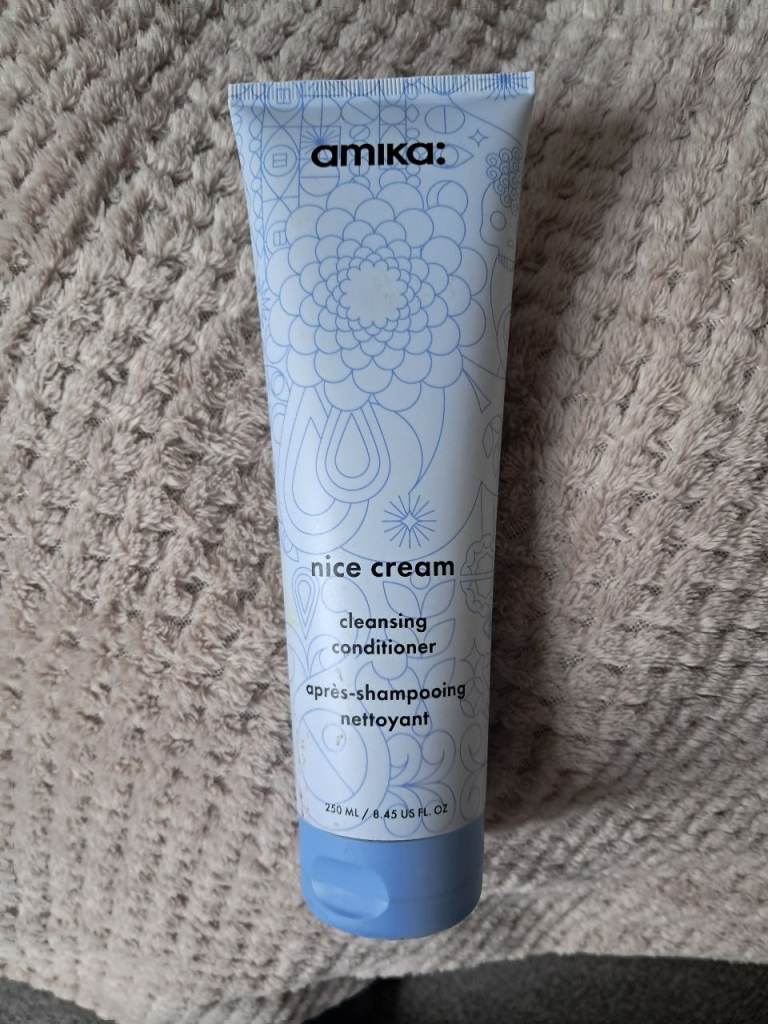 amika:
nice cream
cleansing
conditioner
après-shampooing
nettoyant
250 ML / 8.45 US FL. OZ